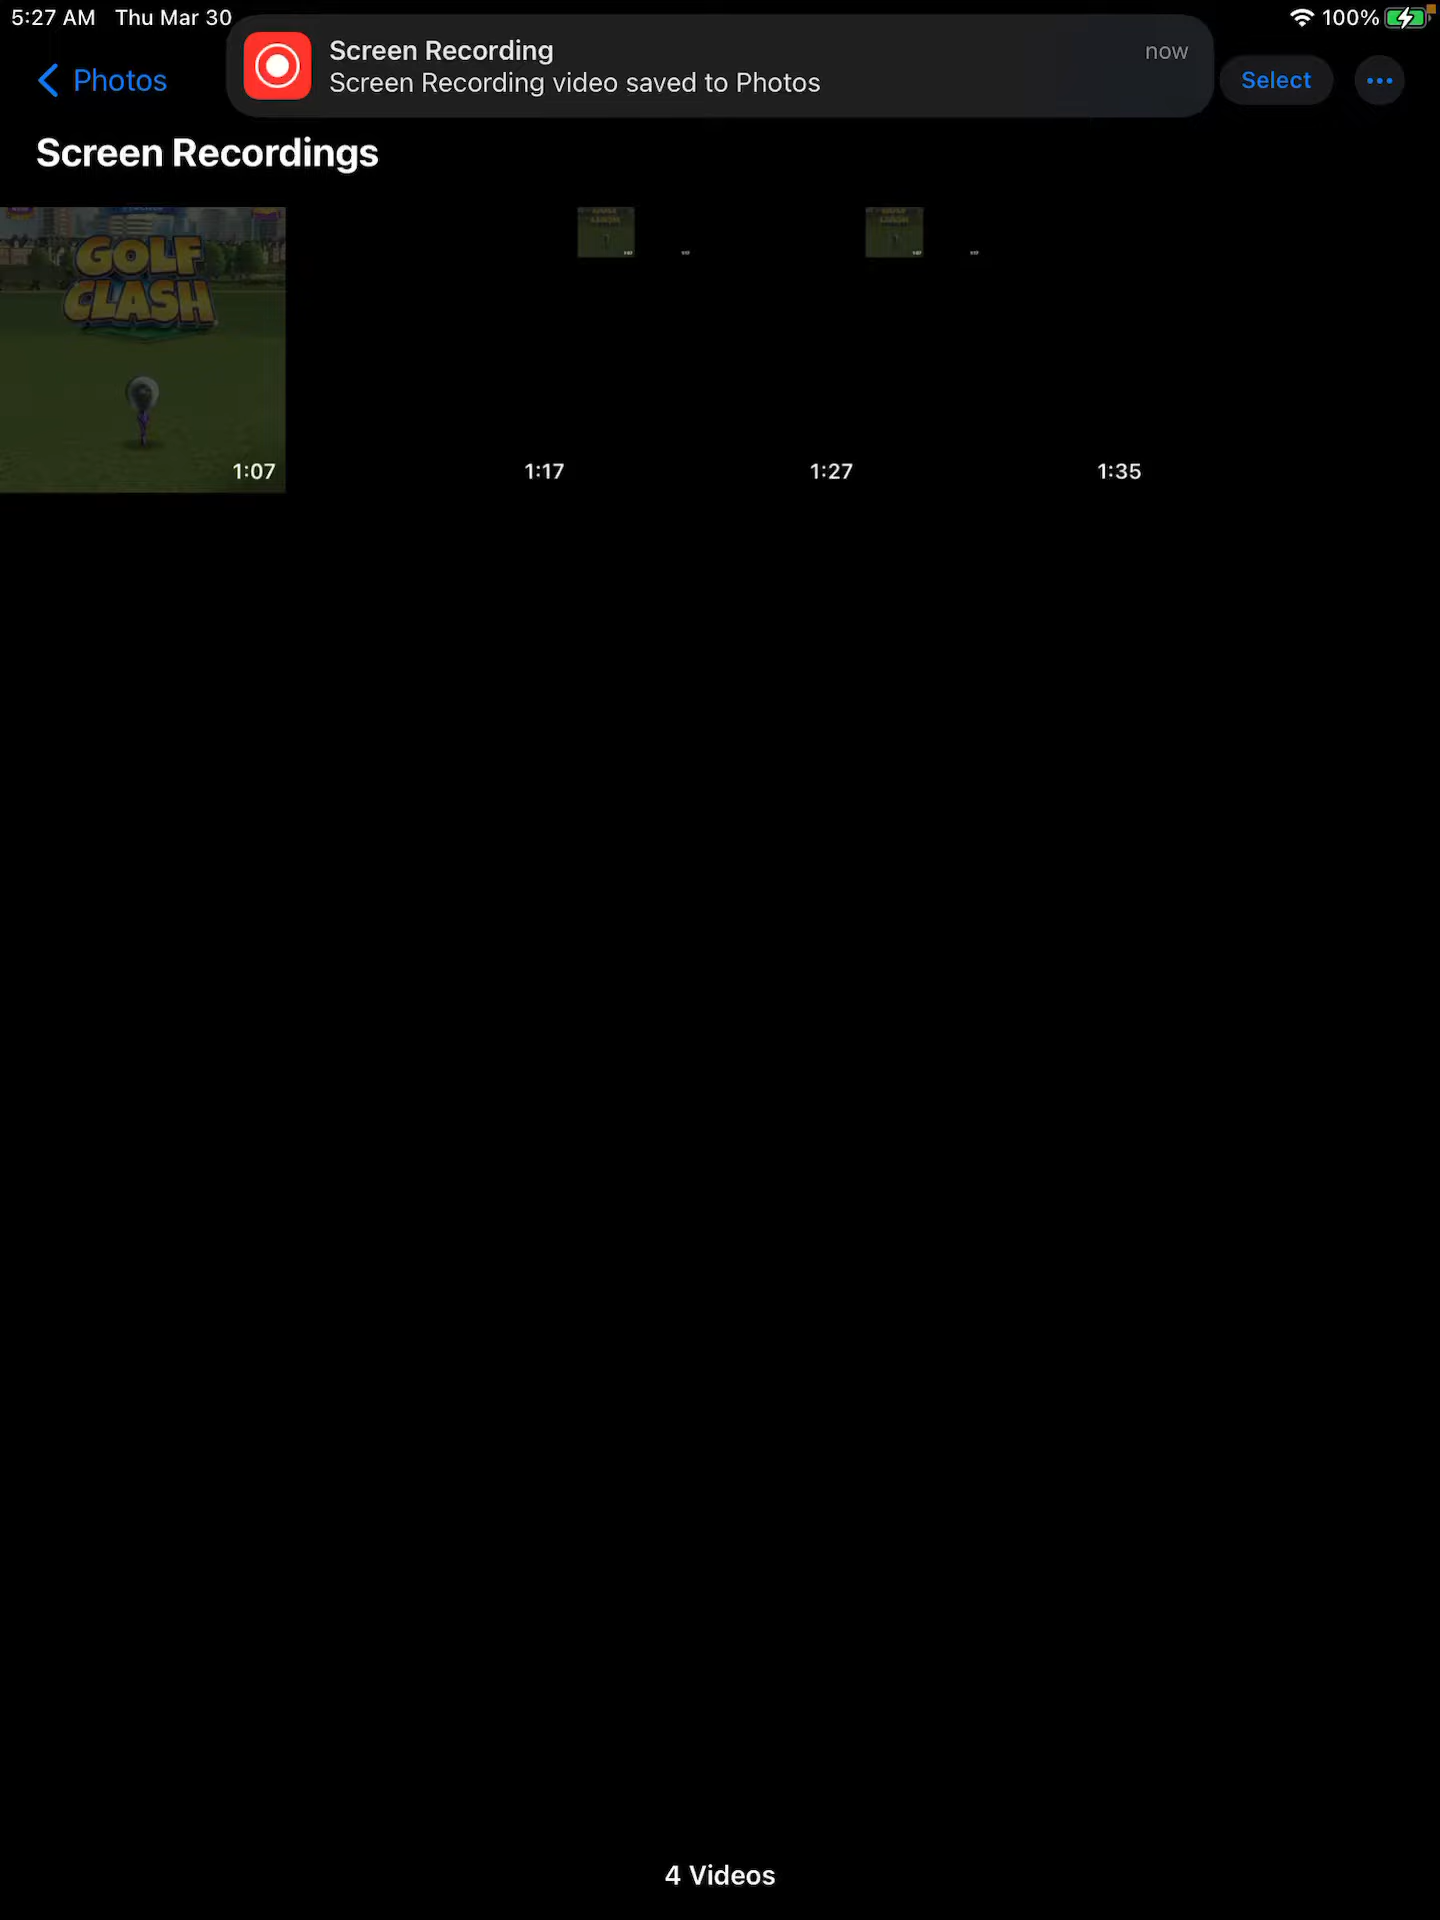 5:27 AM Thu Mar 30
100%
Screen Recording
now
Screen Recording video saved to Photos
Photos
Select
Screen Recordings
GOLF
CLASH
1:07
1:17
1:27
1:35
4 Videos